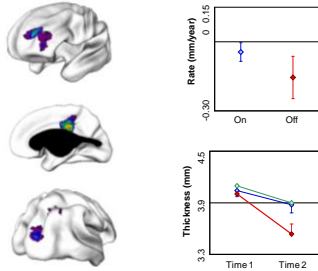 Rate (mm/year)
0.15
0
-0.30
On
Off
Thickness (mm)
4.5
3.9
3.3
Time 1
Time 2